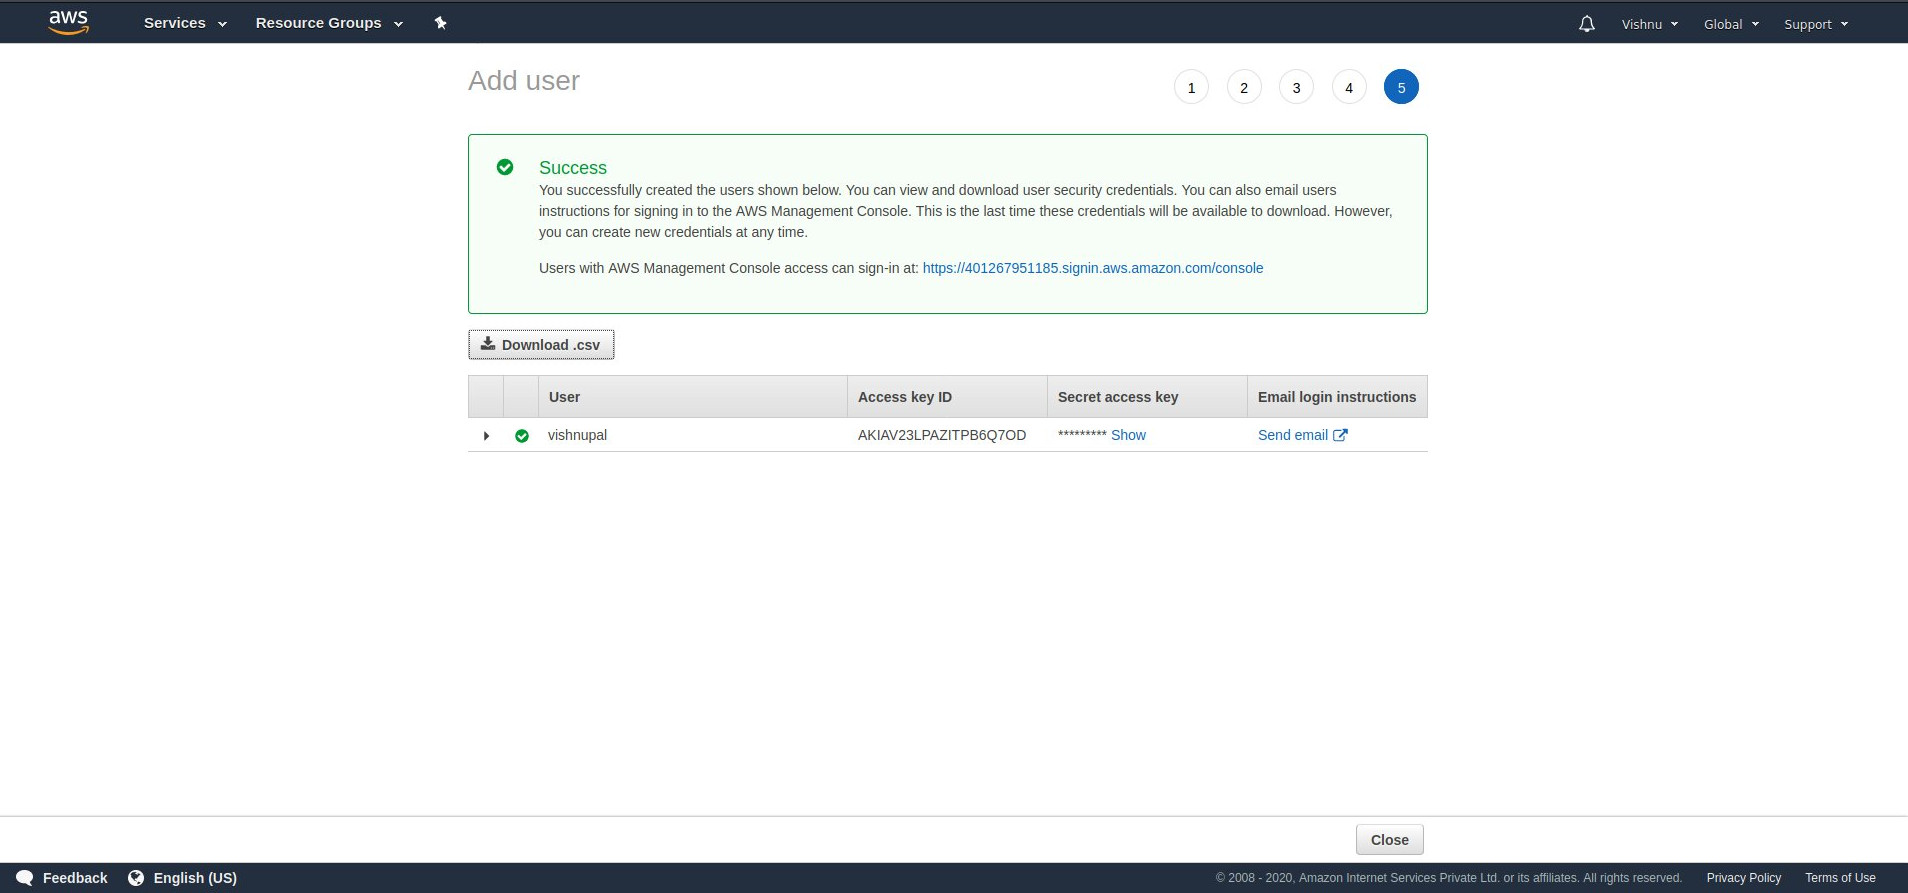 aws Services Resource Groups Vishnu Global Support
Add user 1 2 3 4 5
Success
You successfully created the users shown below. You can view and download user security credentials. You can also email users
instructions for signing in to the AWS Management Console. This is the last time these credentials will be available to download. However,
you can create new credentials at any time.
Users with AWS Management Console access can sign-in at: https://401267951185.signin.aws.amazon.com/console
Download .csv
User Access key ID Secret access key Email login instructions
vishnupal AKIAV23LPAZITPB6Q7OD ********* Show Send email
Close
Feedback English (US) © 2008 - 2020, Amazon Internet Services Private Ltd. or its affiliates. All rights reserved. Privacy Policy Terms of Use